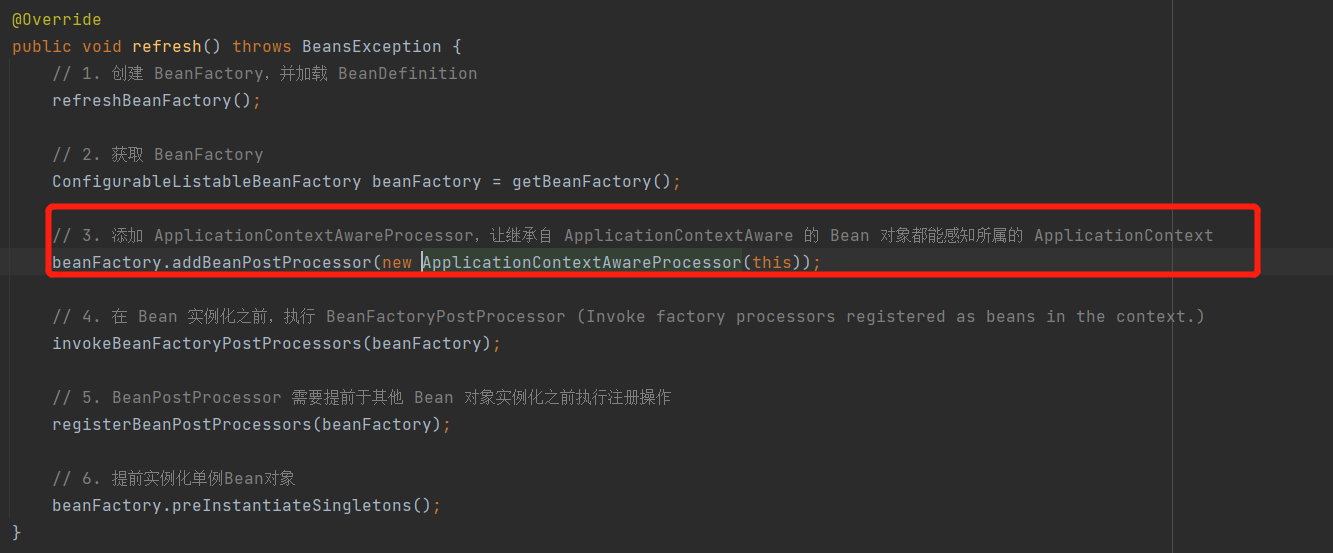 @Override
public void refresh() throws BeansException {
// 1. 创建 BeanFactory，并加载 BeanDefinition
refreshBeanFactory();
// 2. 获取 BeanFactory
ConfigurableListableBeanFactory beanFactory = getBeanFactory();
// 3. 添加 ApplicationContextAwareProcessor，让继承自 ApplicationContextAware 的 Bean 对象都能感知所属的 ApplicationContext
beanFactory.addBeanPostProcessor(new ApplicationContextAwareProcessor(this));
// 4. 在 Bean 实例化之前，执行 BeanFactoryPostProcessor (Invoke factory processors registered as beans in the context.)
invokeBeanFactoryPostProcessors(beanFactory);
// 5. BeanPostProcessor 需要提前于其他 Bean 对象实例化之前执行注册操作
registerBeanPostProcessors(beanFactory);
// 6. 提前实例化单例Bean对象
beanFactory.preInstantiateSingletons();
}